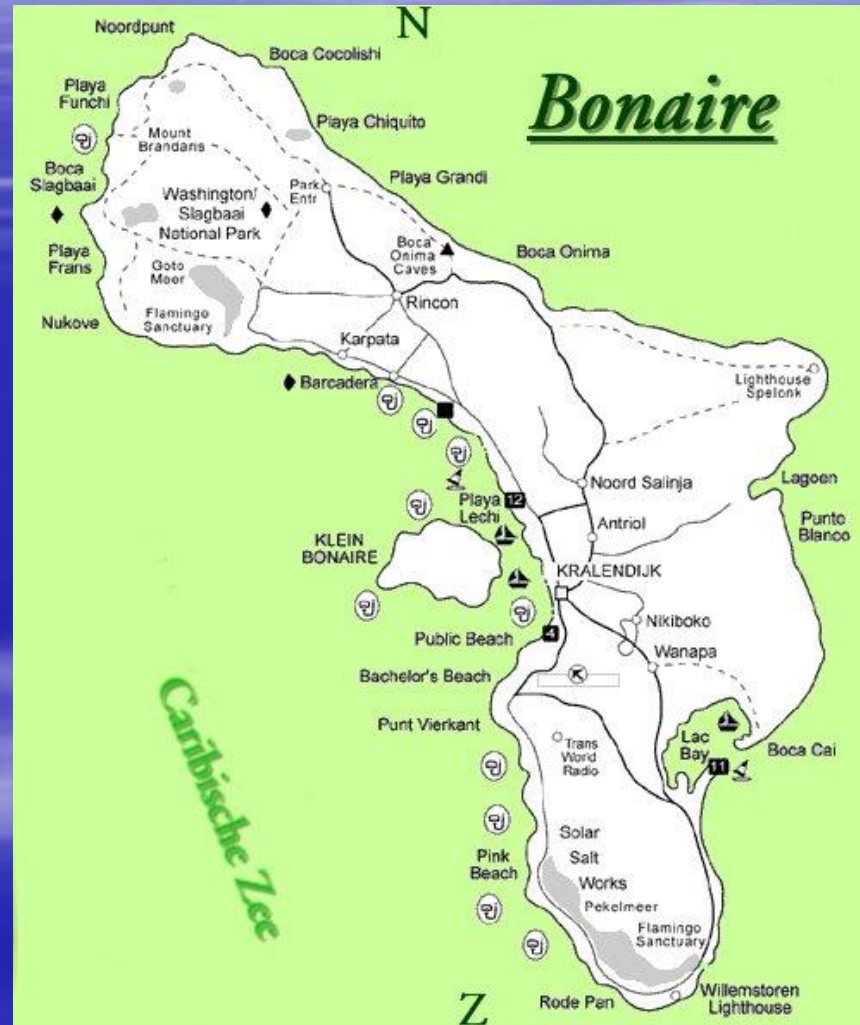 N
Bonaire
Noordpunt
Boca Cocolishi
Playa
Funchi
Playa Chiquito
Mount
Brandans
Boca
Slagbaai
Park
Entr
Playa Grandi
Washington/
Slagbaai
National Park
Boca
Onima
Caves
Boca Onima
Playa
Frans
Goto
Meer
Rincon
Nukove
Flamingo
Sanctuary
Karpata
Barcadera
Lighthouse
Spelonk
Noord Salinja
Lagoen
Playa
Lechi
12
Punto
Blanco
Antriol
KLEIN
BONAIRE
KRALENDIJK
Nikiboko
Public Beach
4
Wanapa
Bachelor's Beach
Punt Vierkant
Lac
Bay
Boca Cai
11
Trans
World
Radio
Caribische Zee
Solar
Salt
Works
Pink
Beach
Pekelmeer
Flamingo
Sanctuary
Rode Pan
Willemstoren
Lighthouse
Z